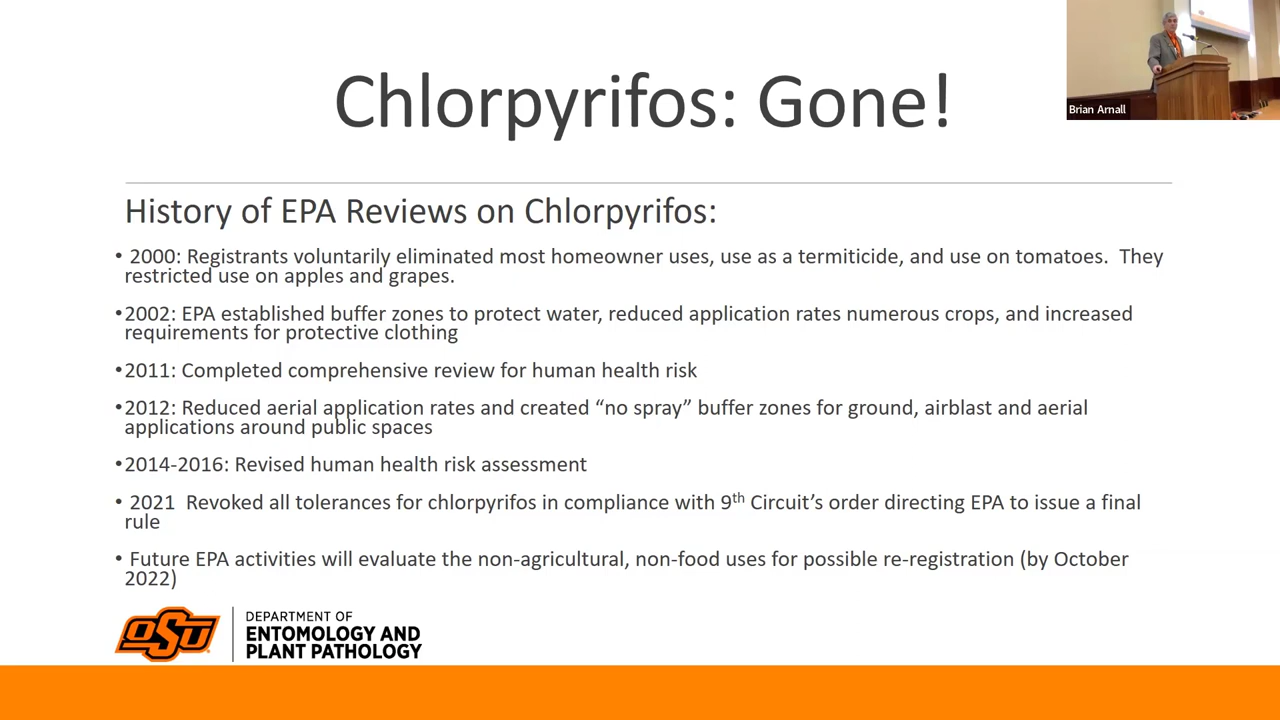 Chlorpyrifos: Gone!
Brian Arnall
History of EPA Reviews on Chlorpyrifos:
• 2000: Registrants voluntarily eliminated most homeowner uses, use as a termiticide, and use on tomatoes.  They
restricted use on apples and grapes.
•2002: EPA established buffer zones to protect water, reduced application rates numerous crops, and increased
requirements for protective clothing
•2011: Completed comprehensive review for human health risk
•2012: Reduced aerial application rates and created “no spray” buffer zones for ground, airblast and aerial
applications around public spaces
•2014-2016: Revised human health risk assessment
• 2021  Revoked all tolerances for chlorpyrifos in compliance with 9th Circuit’s order directing EPA to issue a final
rule
• Future EPA activities will evaluate the non-agricultural, non-food uses for possible re-registration (by October
2022)
OSU
DEPARTMENT OF
ENTOMOLOGY AND
PLANT PATHOLOGY